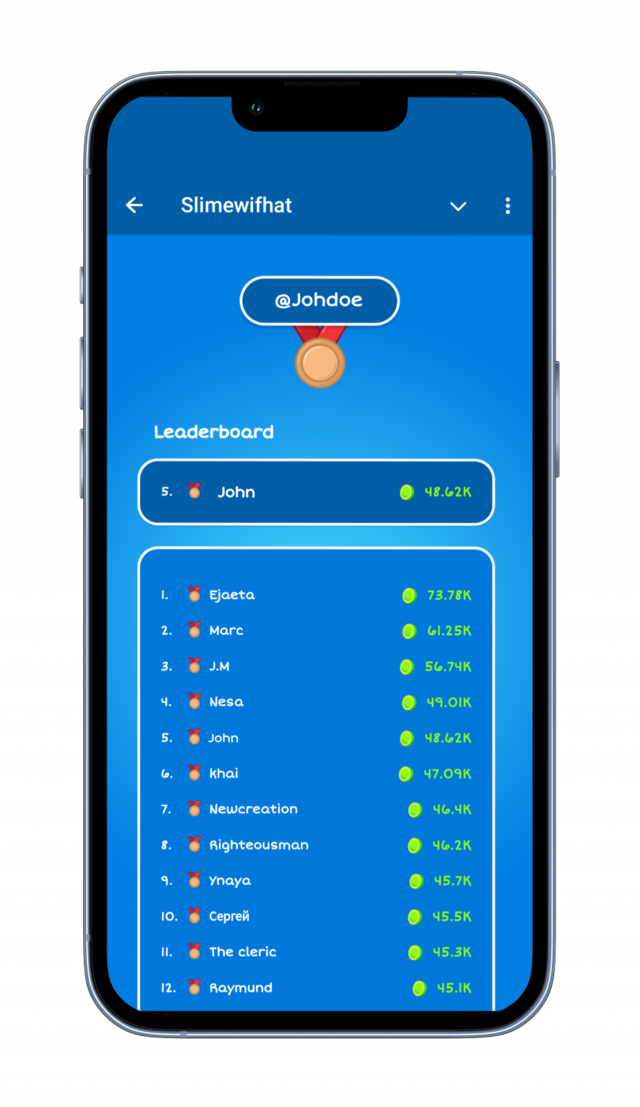 Slimewifhat
@Johdoe
Leaderboard
5. John 48.62K
1. Ejaeta 73.78K
2. Marc 61.25K
3. J.M 56.74K
4. Nesa 49.01K
5. John 48.62K
6. khai 47.09K
7. Newcreation 46.4K
8. Righteousman 46.2K
9. Ynaya 45.7K
10. Сергей 45.5K
11. The cleric 45.3K
12. Raymund 45.1K